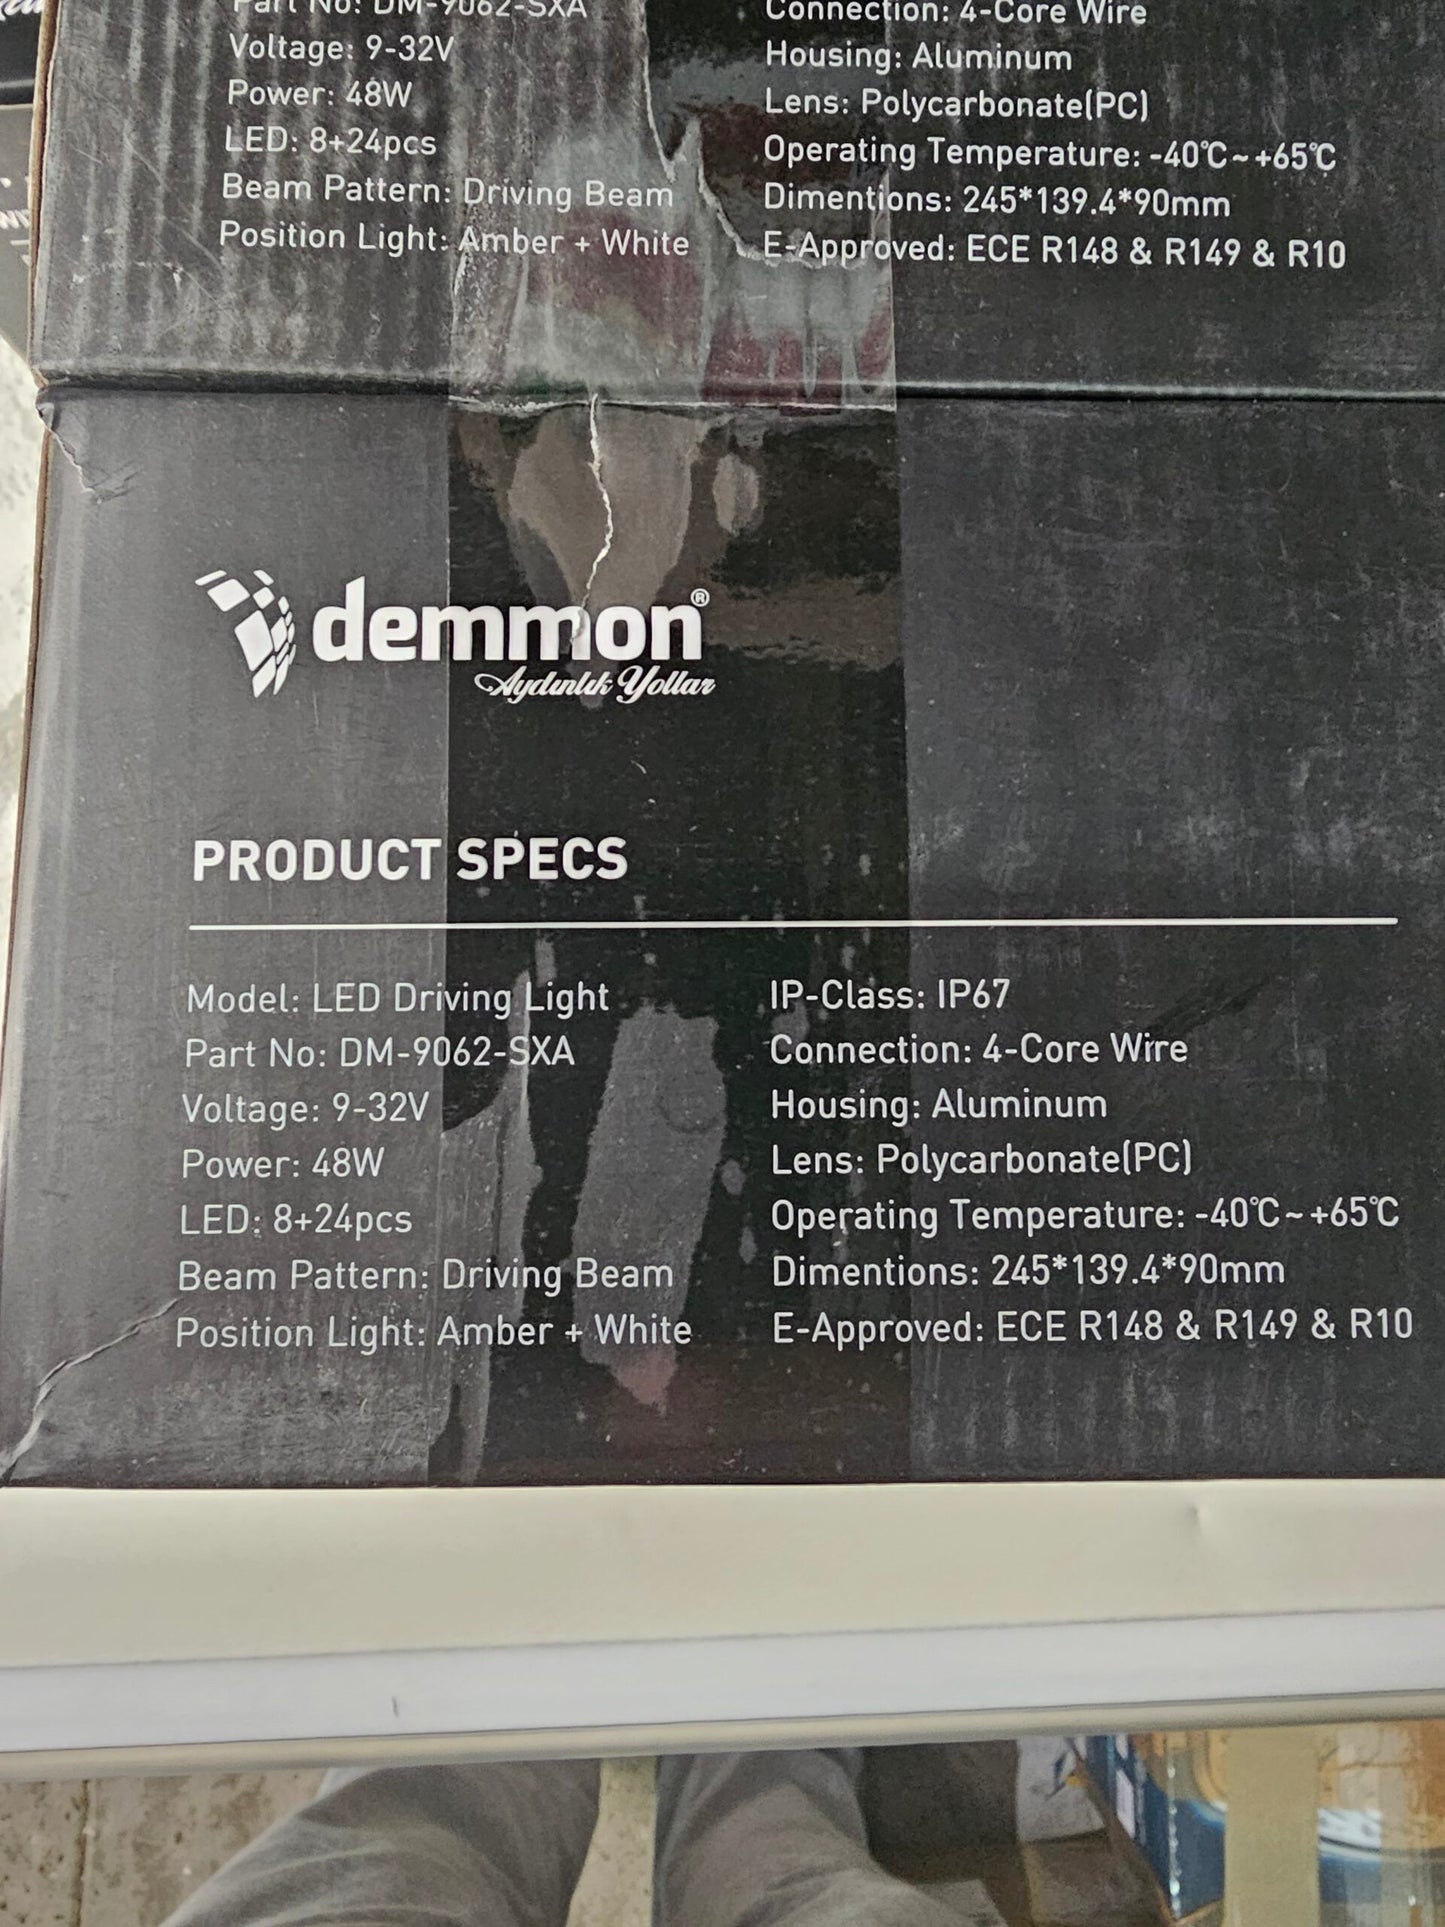 Part No: DM-9062-SXA
Voltage: 9-32V
Power: 48W
LED: 8+24pcs
Beam Pattern: Driving Beam
Position Light: Amber + White
Connection: 4-Core Wire
Housing: Aluminum
Lens: Polycarbonate(PC)
Operating Temperature: -40℃~+65℃
Dimentions: 245*139.4*90mm
E-Approved: ECE R148 & R149 & R10
demmon®
Aydınlık Yollar
PRODUCT SPECS
Model: LED Driving Light
Part No: DM-9062-SXA
Voltage: 9-32V
Power: 48W
LED: 8+24pcs
Beam Pattern: Driving Beam
Position Light: Amber + White
IP-Class: IP67
Connection: 4-Core Wire
Housing: Aluminum
Lens: Polycarbonate(PC)
Operating Temperature: -40℃~+65℃
Dimentions: 245*139.4*90mm
E-Approved: ECE R148 & R149 & R10